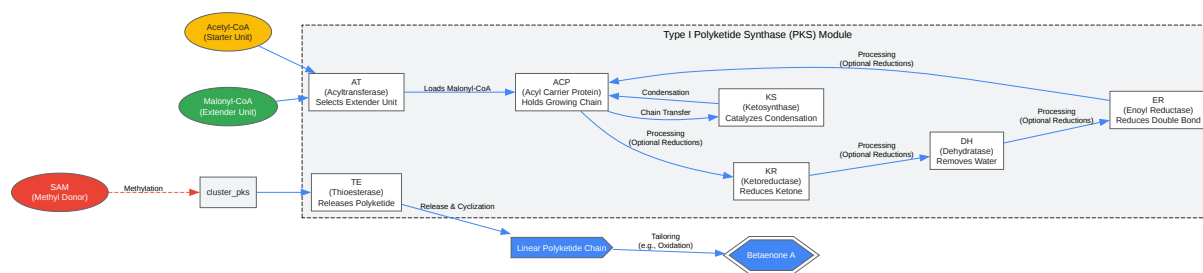 Type I Polyketide Synthase (PKS) Module
Acetyl-CoA
(Starter Unit)
Malonyl-CoA
(Extender Unit)
AT
(Acyltransferase)
Selects Extender Unit
Loads Malonyl-CoA
ACP
(Acyl Carrier Protein)
Holds Growing Chain
Condensation
Chain Transfer
KS
(Ketosynthase)
Catalyzes Condensation
Processing
(Optional Reductions)
KR
(Ketoreductase)
Reduces Ketone
Processing
(Optional Reductions)
DH
(Dehydratase)
Removes Water
Processing
(Optional Reductions)
ER
(Enoyl Reductase)
Reduces Double Bond
Processing
(Optional Reductions)
SAM
(Methyl Donor)
Methylation
cluster_pks
TE
(Thioesterase)
Releases Polyketide
Release & Cyclization
Linear Polyketide Chain
Tailoring
(e.g., Oxidation)
Betaenone A